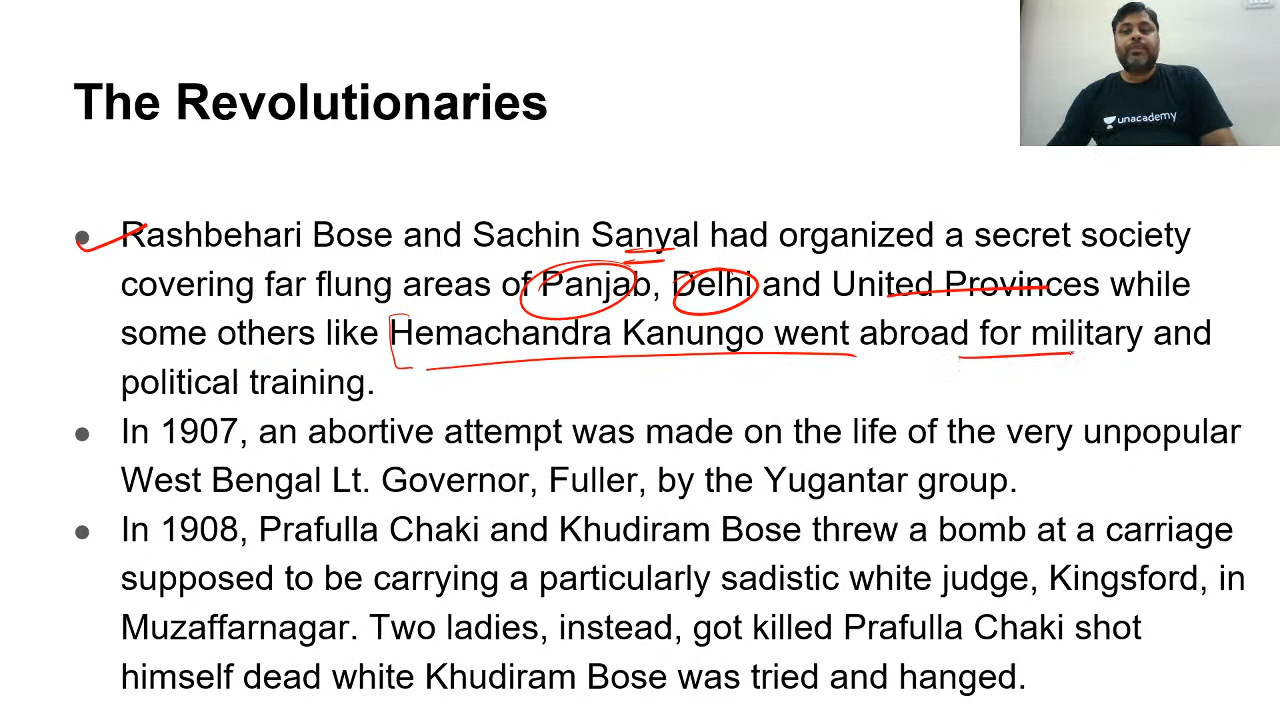 The Revolutionaries
unacademy
● Rashbehari Bose and Sachin Sanyal had organized a secret society
covering far flung areas of Panjab, Delhi and United Provinces while
some others like Hemachandra Kanungo went abroad for military and
political training.
● In 1907, an abortive attempt was made on the life of the very unpopular
West Bengal Lt. Governor, Fuller, by the Yugantar group.
● In 1908, Prafulla Chaki and Khudiram Bose threw a bomb at a carriage
supposed to be carrying a particularly sadistic white judge, Kingsford, in
Muzaffarnagar. Two ladies, instead, got killed Prafulla Chaki shot
himself dead white Khudiram Bose was tried and hanged.